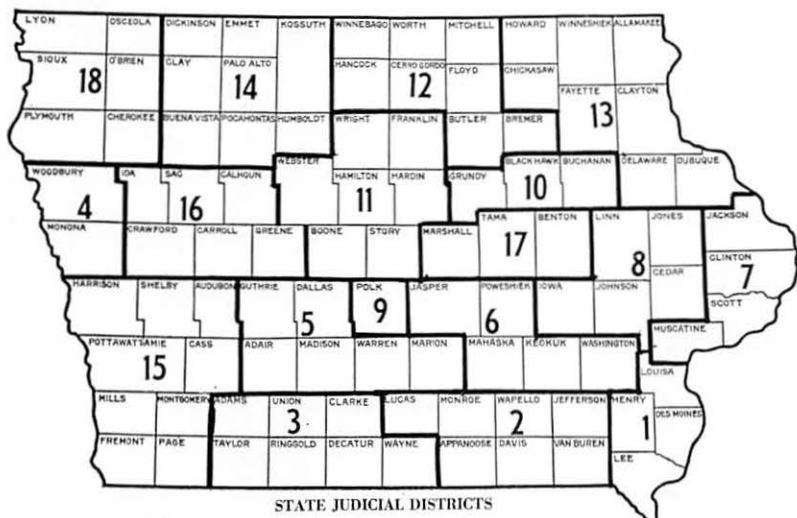 LYON OSCEOLA DICKINSON EMMET KOSSUTH WINNEBAGO WORTH MITCHELL HOWARD WINNESHIEK ALLAMAKEE
SIOUX O'BRIEN CLAY PALO ALTO HANCOCK CERRO GORDO FLOYD CHICKASAW
18 14 12
FAYETTE CLAYTON
13
PLYMOUTH CHEROKEE BUENA VISTA POCAHONTAS HUMBOLDT WRIGHT FRANKLIN BUTLER BREMER
WOODBURY IDA SAC CALHOUN WEBSTER HAMILTON HARDIN GRUNDY BLACK HAWK BUCHANAN DELAWARE DUBUQUE
4 16 11 10
MONONA CRAWFORD CARROLL GREENE BOONE STORY MARSHALL TAMA BENTON LINN JONES JACKSON
17 8
CLINTON
7
HARRISON SHELBY AUDUBON GUTHRIE DALLAS POLK JASPER POWESHIEK IOWA JOHNSON CEDAR
SCOTT
5 9 6
MUSCATINE
POTTAWATTAMIE CASS ADAIR MADISON WARREN MARION MAHASKA KEOKUK WASHINGTON
15
LOUISA
MILLS MONTGOMERY ADAMS UNION CLARKE LUCAS MONROE WAPELLO JEFFERSON HENRY
DES MOINES
3 2 1
FREMONT PAGE TAYLOR RINGGOLD DECATUR WAYNE APPANOOSE DAVIS VAN BUREN LEE
STATE JUDICIAL DISTRICTS